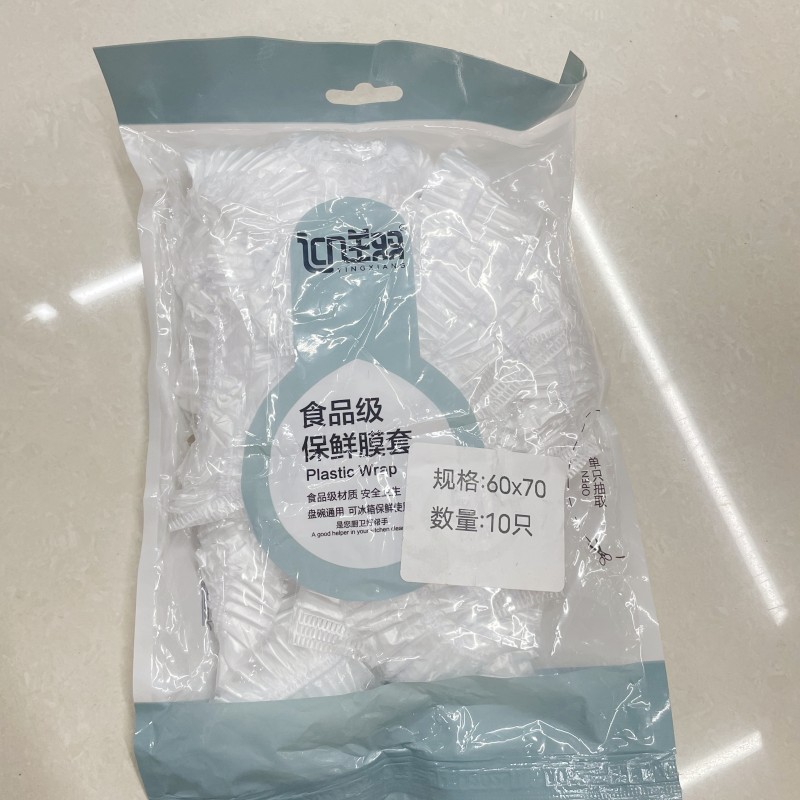 YINGXIANG
食品级
保鲜膜套
Plastic Wrap
食品级材质 安全卫生
盘碗通用 可冰箱保鲜使
是您厨卫好帮手
A good helper in your kitchen
规格:60x70
数量:10只
单只抽取
OPEN